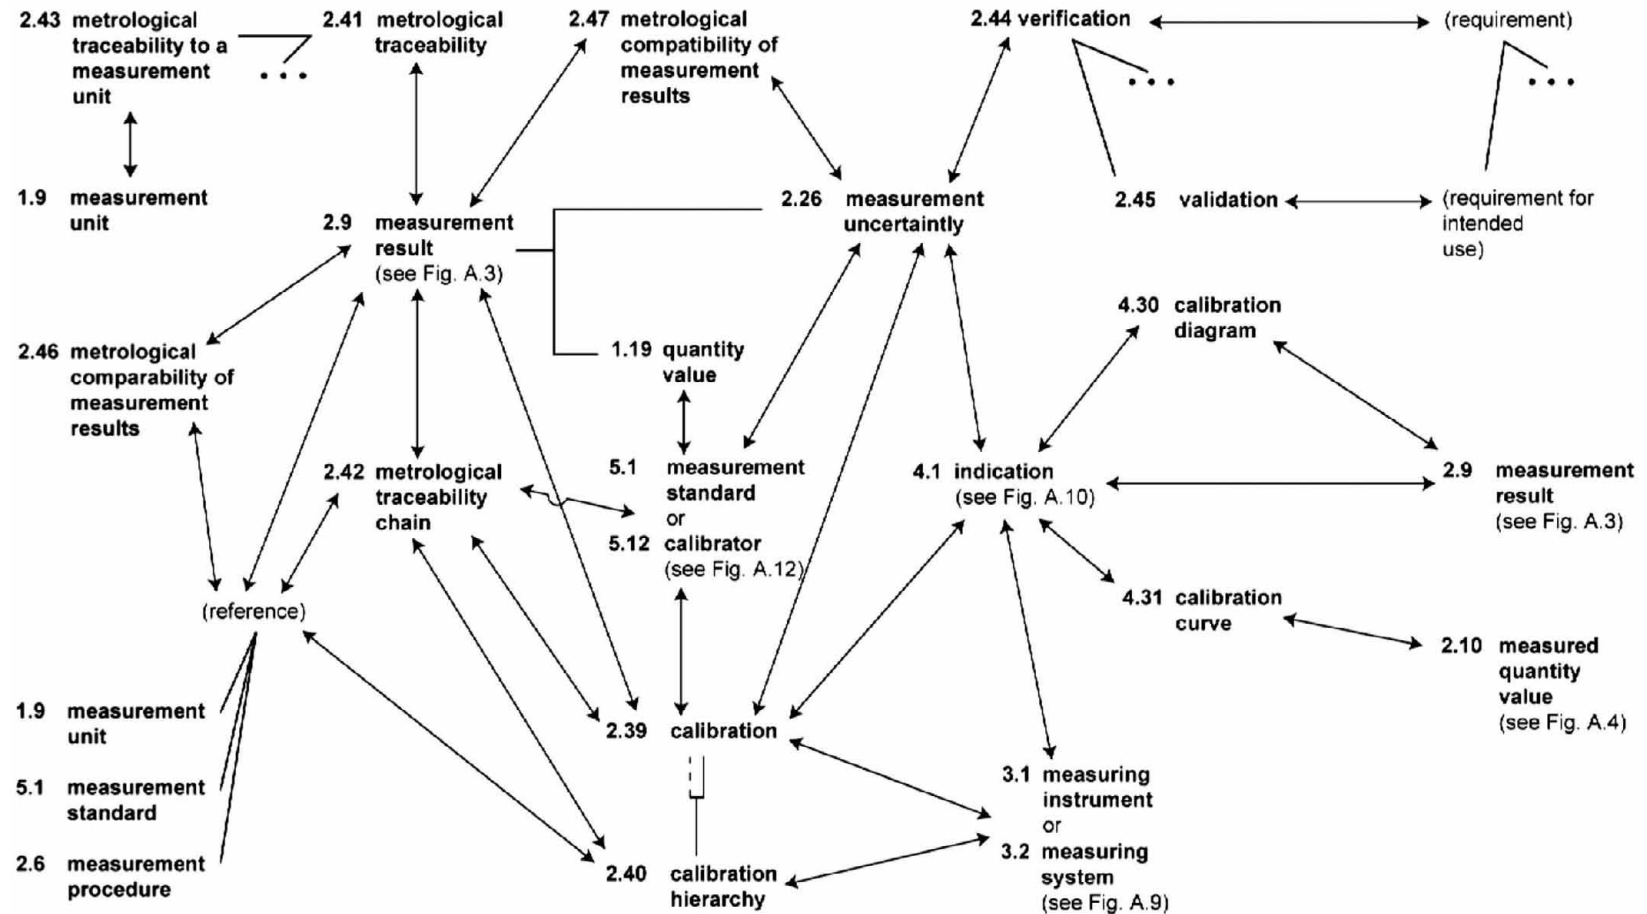 2.43 metrological
traceability to a
measurement
unit
2.41 metrological
traceability
2.47 metrological
compatibility of
measurement
results
2.44 verification
(requirement)
1.9 measurement
unit
2.9 measurement
result
(see Fig. A.3)
2.26 measurement
uncertaintly
2.45 validation
(requirement for
intended
use)
4.30 calibration
diagram
2.46 metrological
comparability of
measurement
results
1.19 quantity
value
2.42 metrological
traceability
chain
5.1 measurement
standard
or
5.12 calibrator
(see Fig. A.12)
4.1 indication
(see Fig. A.10)
2.9 measurement
result
(see Fig. A.3)
(reference)
4.31 calibration
curve
2.10 measured
quantity
value
(see Fig. A.4)
1.9 measurement
unit
5.1 measurement
standard
2.6 measurement
procedure
2.39 calibration
2.40 calibration
hierarchy
3.1 measuring
instrument
or
3.2 measuring
system
(see Fig. A.9)